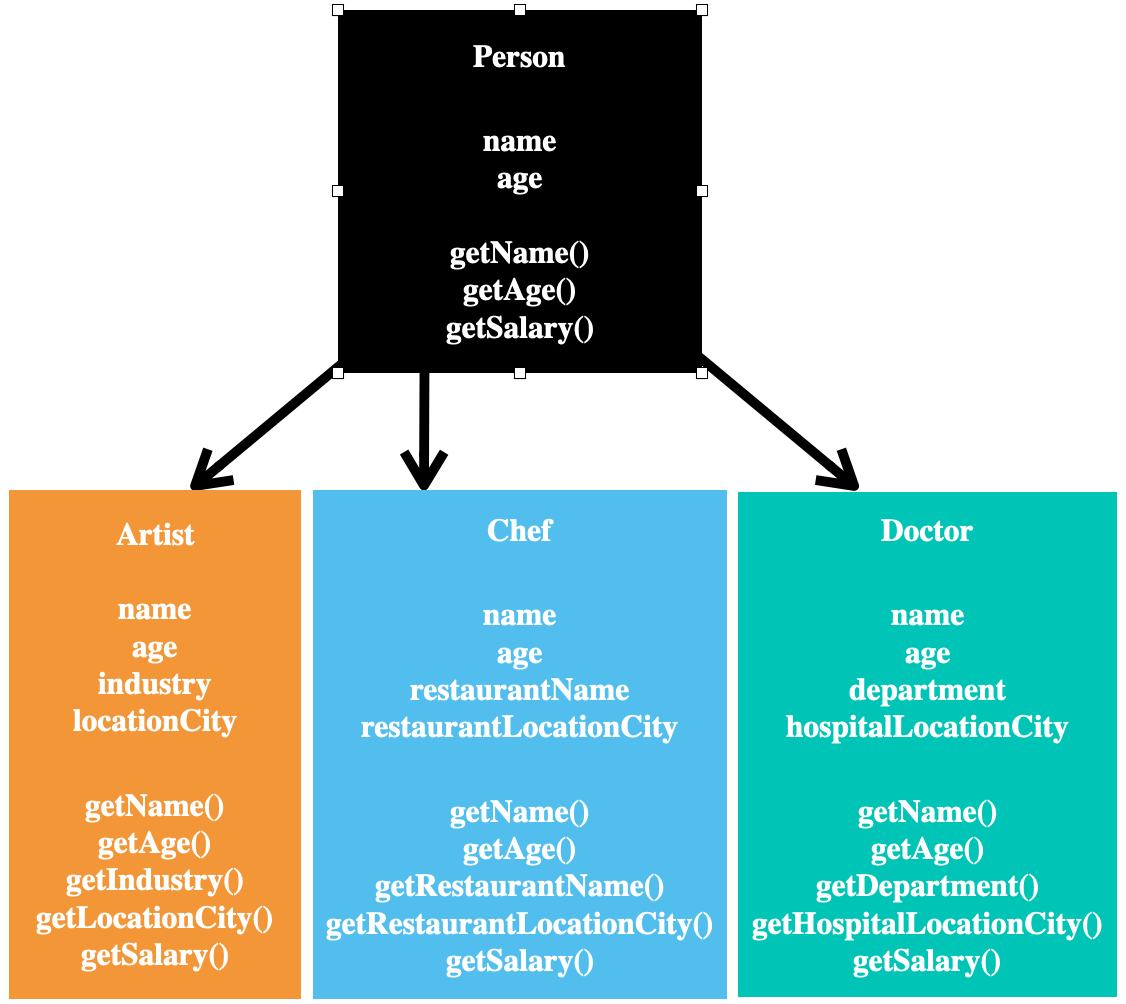 Person
name
age
getName()
getAge()
getSalary()
Artist
name
age
industry
locationCity
getName()
getAge()
getIndustry()
getLocationCity()
getSalary()
Chef
name
age
restaurantName
restaurantLocationCity
getName()
getAge()
getRestaurantName()
getRestaurantLocationCity()
getSalary()
Doctor
name
age
department
hospitalLocationCity
getName()
getAge()
getDepartment()
getHospitalLocationCity()
getSalary()